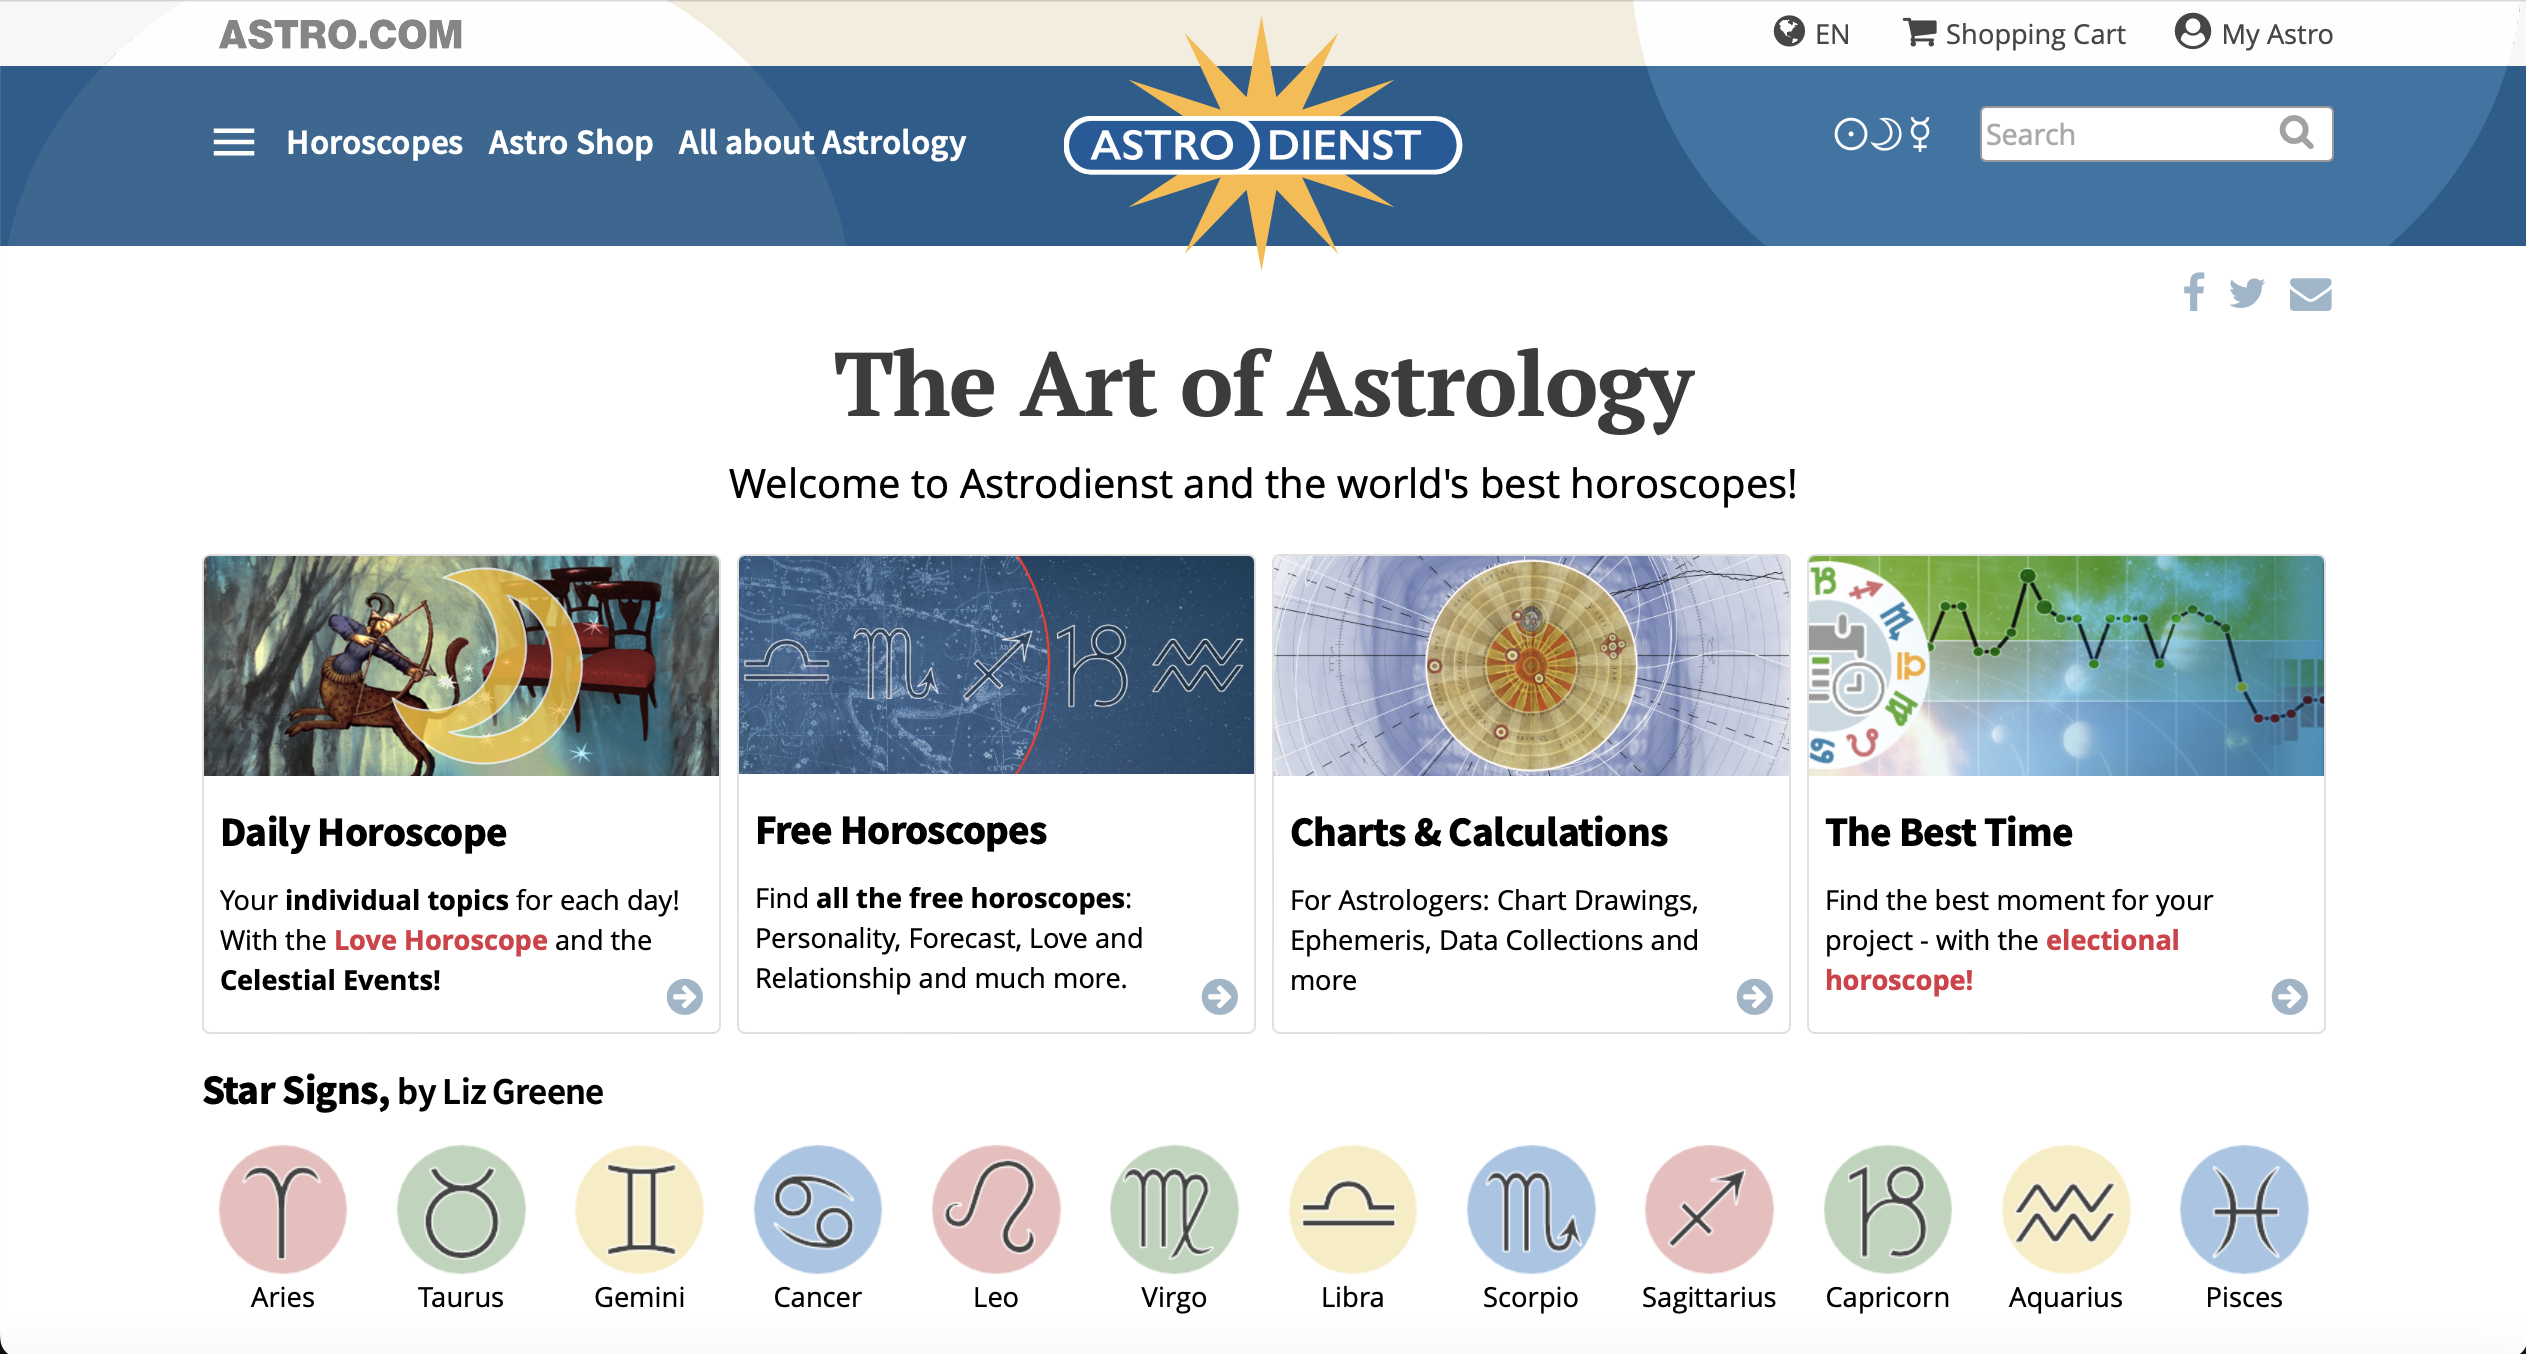 ASTRO.COM
EN
Shopping Cart
My Astro
Horoscopes
Astro Shop
All about Astrology
ASTRO DIENST
Search
The Art of Astrology
Welcome to Astrodienst and the world's best horoscopes!
Daily Horoscope
Your individual topics for each day!
With the Love Horoscope and the
Celestial Events!
Free Horoscopes
Find all the free horoscopes:
Personality, Forecast, Love and
Relationship and much more.
Charts & Calculations
For Astrologers: Chart Drawings,
Ephemeris, Data Collections and
more
The Best Time
Find the best moment for your
project - with the electional
horoscope!
Star Signs, by Liz Greene
Aries
Taurus
Gemini
Cancer
Leo
Virgo
Libra
Scorpio
Sagittarius
Capricorn
Aquarius
Pisces